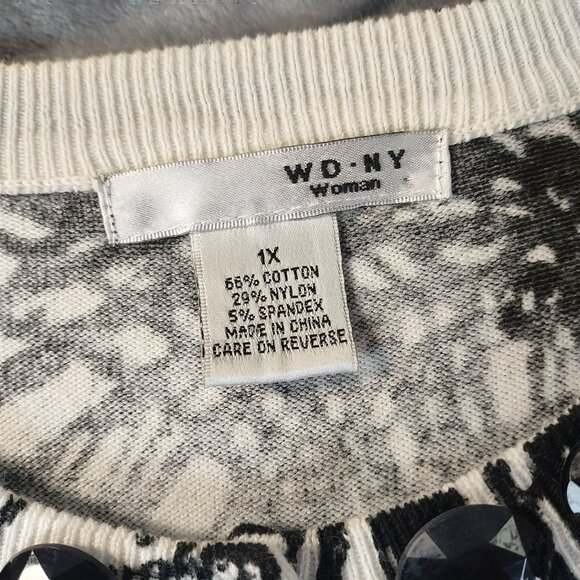 WD·NY
Woman
1X
66% COTTON
29% NYLON
5% SPANDEX
MADE IN CHINA
CARE ON REVERSE